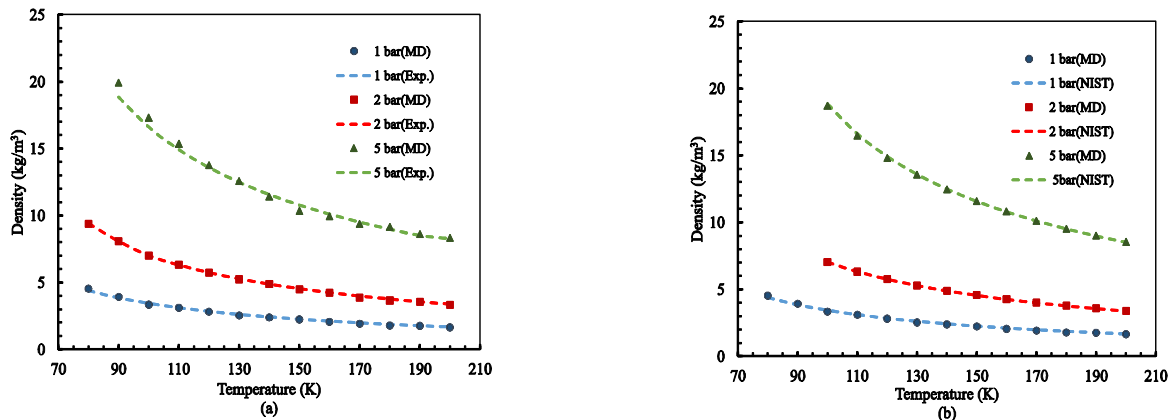 25
20
15
10
5
0
Density (kg/m³)
1 bar(MD)
1 bar(Exp.)
2 bar(MD)
2 bar(Exp.)
5 bar(MD)
5 bar(Exp.)
70 90 110 130 150 170 190 210
Temperature (K)
(a)
25
20
15
10
5
0
Density (kg/m³)
1 bar(MD)
1 bar(NIST)
2 bar(MD)
2 bar(NIST)
5 bar(MD)
5bar(NIST)
70 90 110 130 150 170 190 210
Temperature (K)
(b)